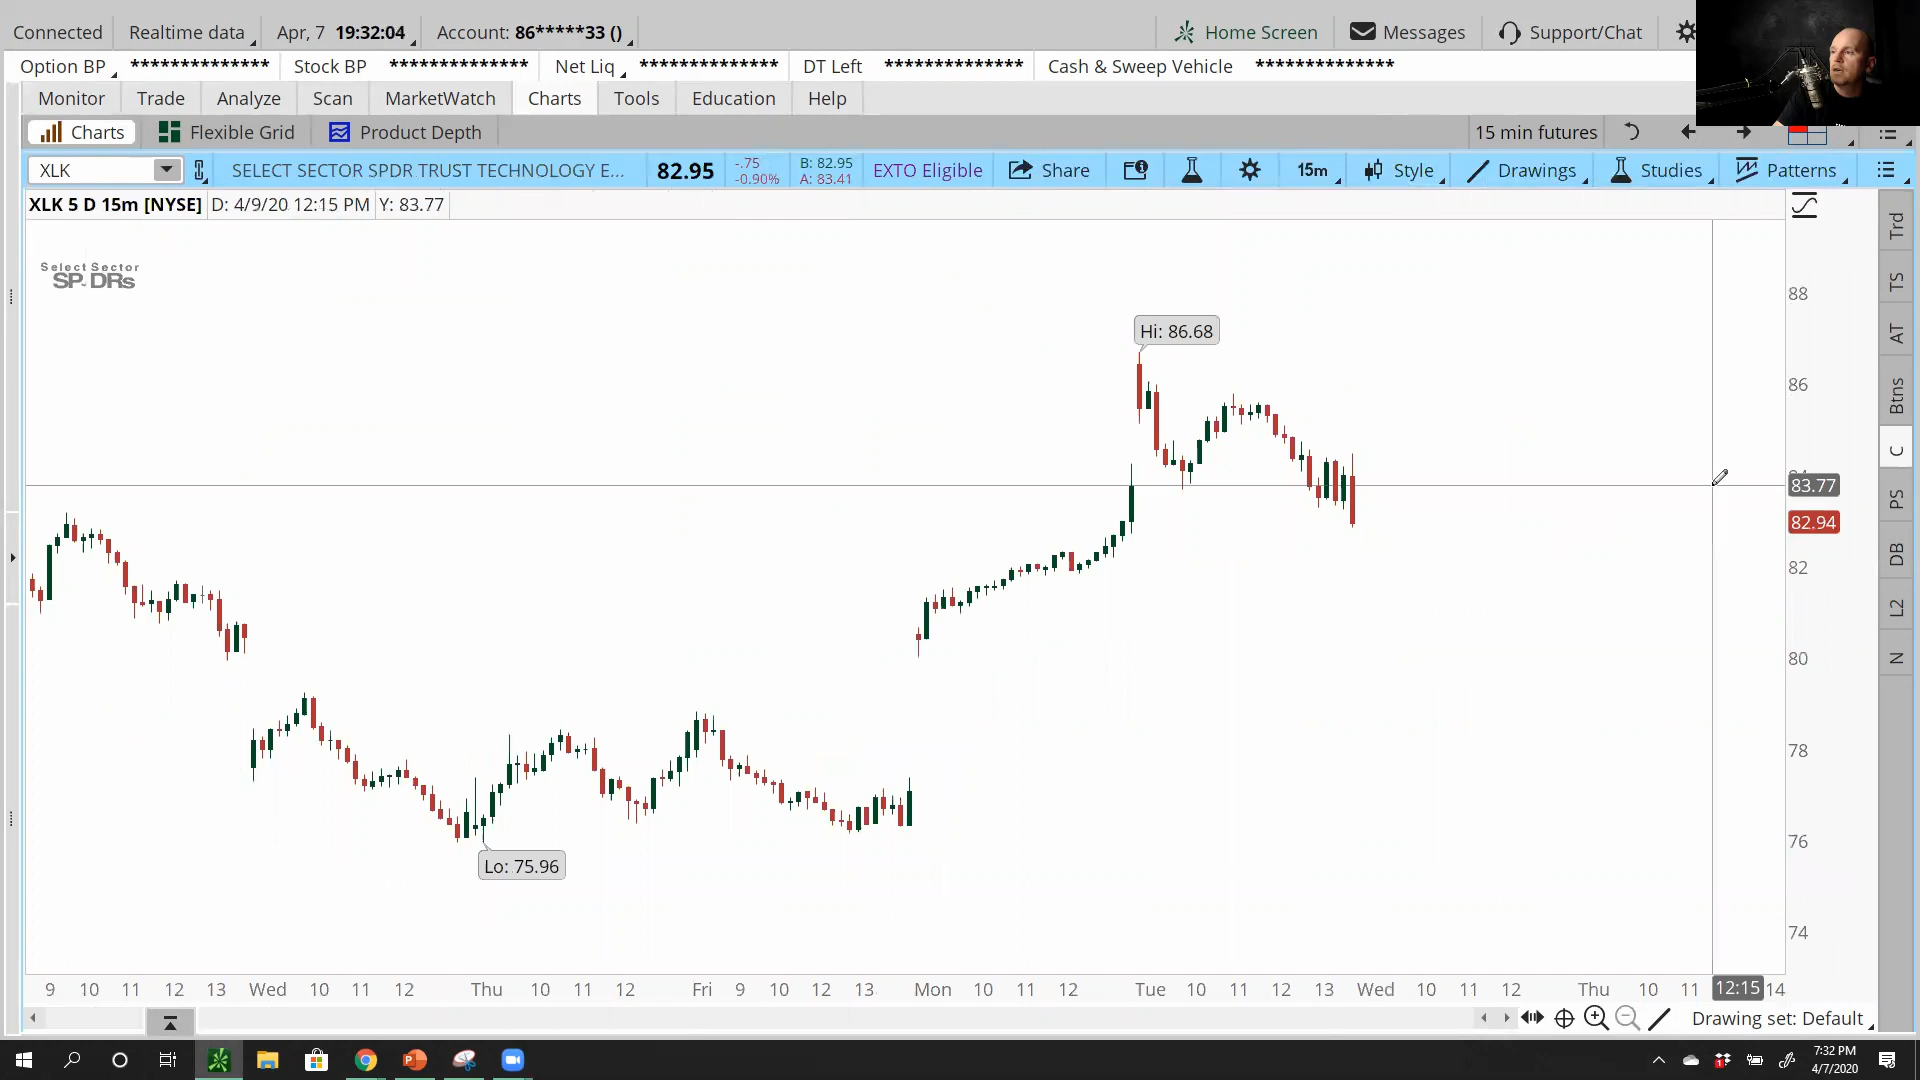 Connected Realtime data Apr, 7 19:32:04 Account: 86*****33 () Home Screen Messages Support/Chat
Option BP ************** Stock BP ************** Net Liq ************** DT Left ************** Cash & Sweep Vehicle **************
Monitor Trade Analyze Scan MarketWatch Charts Tools Education Help
Charts Flexible Grid Product Depth 15 min futures
XLK SELECT SECTOR SPDR TRUST TECHNOLOGY E... 82.95 -.75 -0.90% B: 82.95 A: 83.41 EXTO Eligible Share 15m Style Drawings Studies Patterns
XLK 5 D 15m [NYSE] D: 4/9/20 12:15 PM Y: 83.77
Select Sector
SPDRs
Hi: 86.68
Lo: 75.96
88
86
83.77
82.94
82
80
78
76
74
Trd
TS
AT
Btns
C
PS
DB
L2
N
9 10 11 12 13 Wed 10 11 12 Thu 10 11 12 Fri 9 10 11 12 13 Mon 10 11 12 Tue 10 11 12 13 Wed 10 11 12 Thu 10 11 12:15 14
Drawing set: Default
7:32 PM
4/7/2020